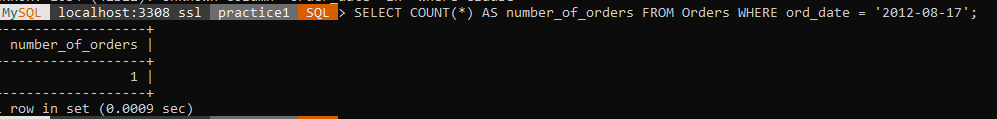 MySQL localhost:3308 ssl practice1 SQL > SELECT COUNT(*) AS number_of_orders FROM Orders WHERE ord_date = '2012-08-17';
------------------+
number_of_orders |
------------------+
1 |
------------------+
row in set (0.0009 sec)